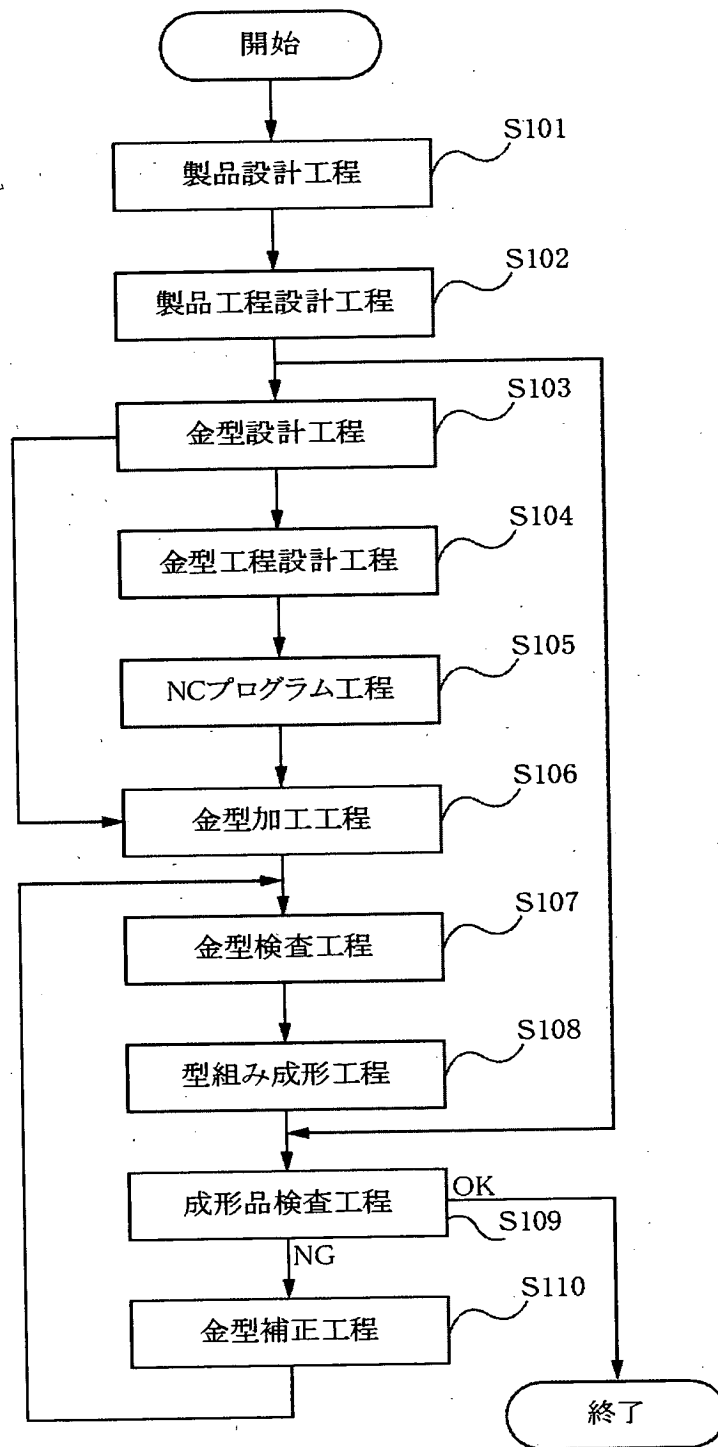 開始
S101
製品設計工程
S102
製品工程設計工程
S103
金型設計工程
S104
金型工程設計工程
S105
NCプログラム工程
S106
金型加工工程
S107
金型検査工程
S108
型組み成形工程
成形品検査工程
OK
S109
NG
S110
金型補正工程
終了